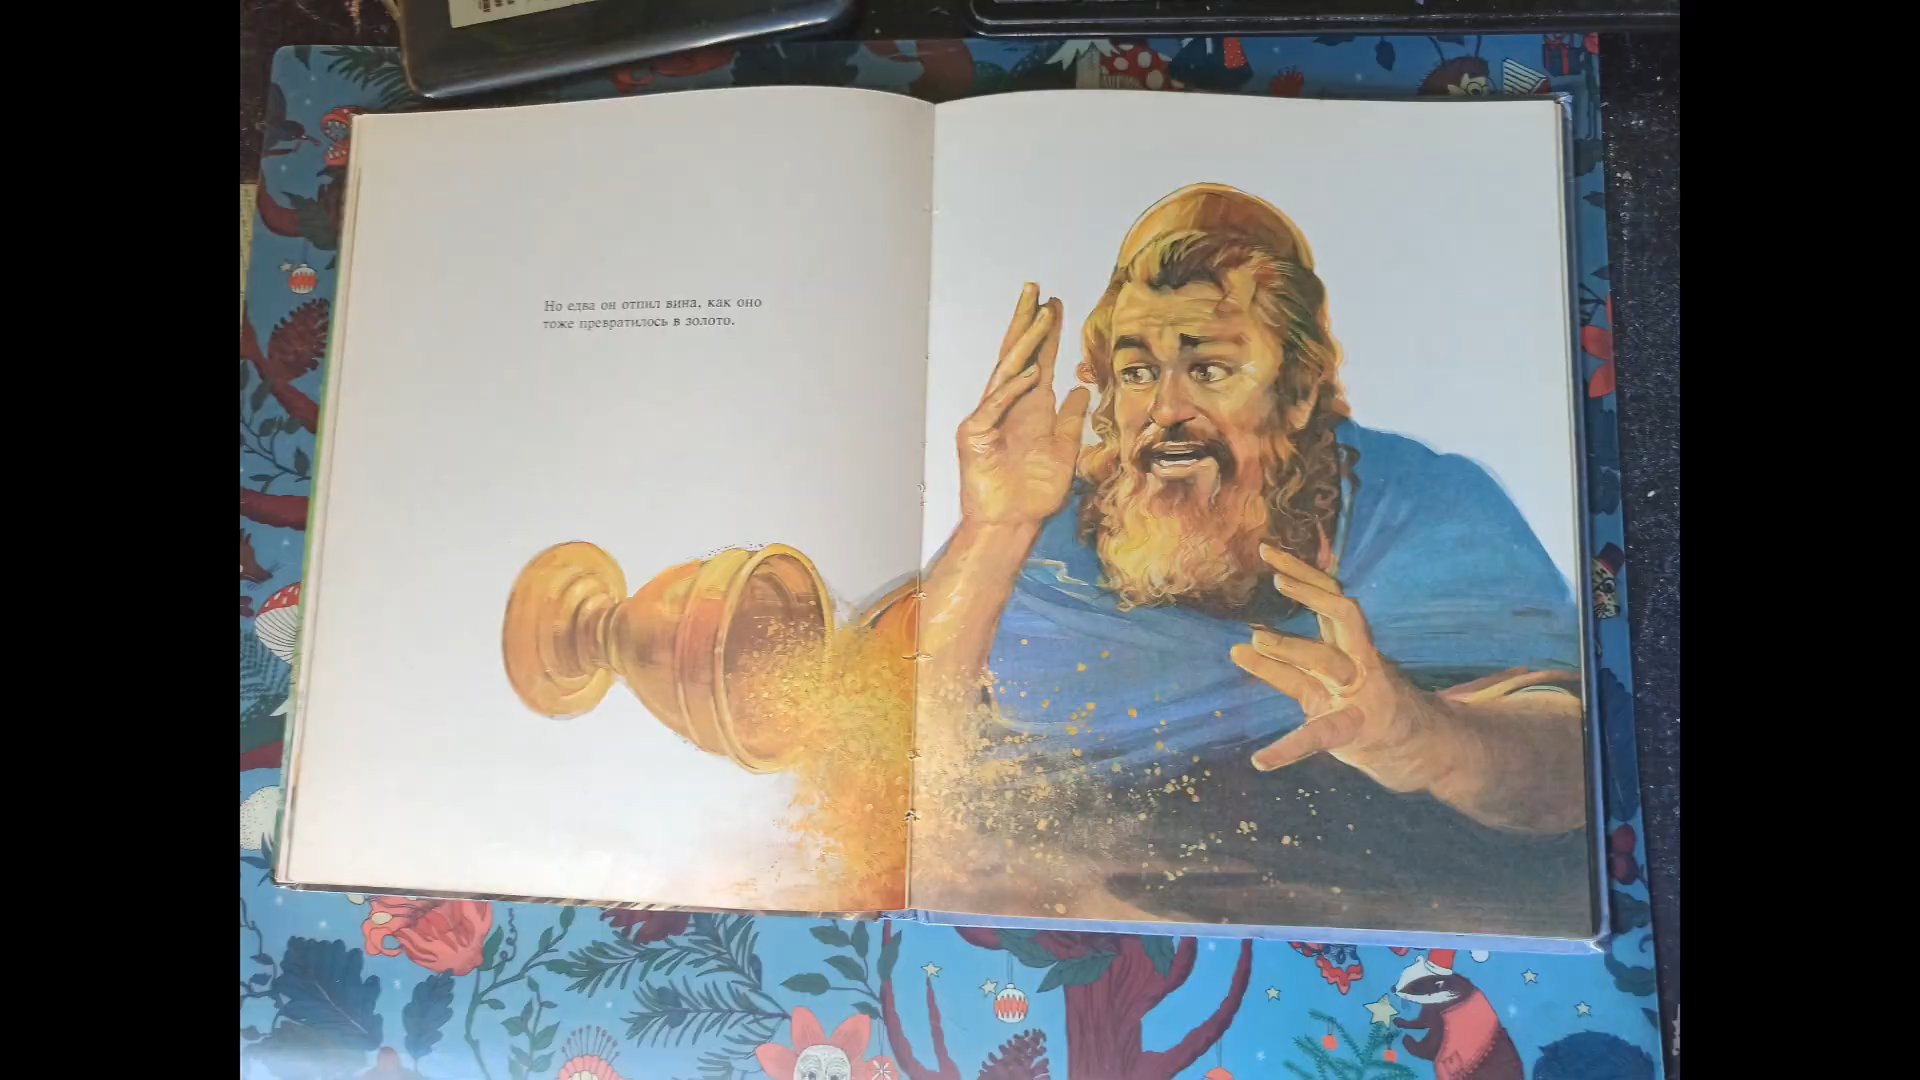 Но едва он отпил вина, как оно
тоже превратилось в золото.